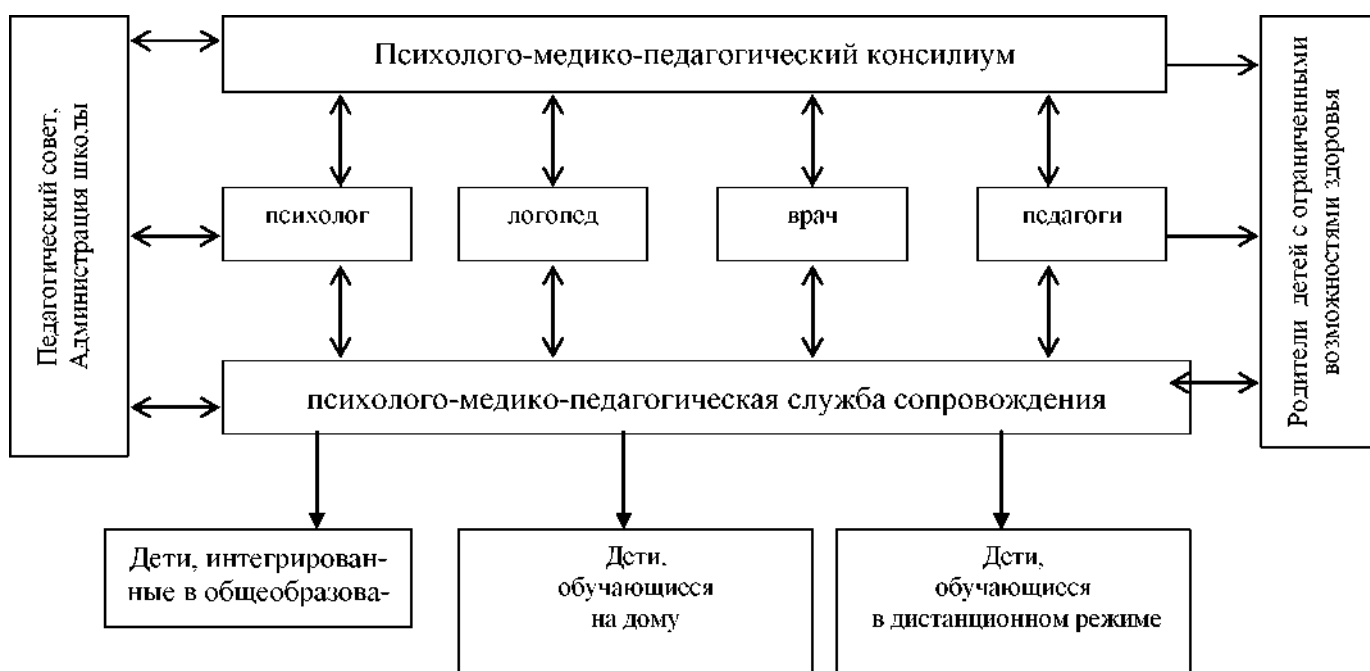 Психолого-медико-педагогический консилиум
Педагогический совет,
Администрация школы
Родители детей с ограниченными
возможностями здоровья
психолог
логопед
врач
педагоги
психолого-медико-педагогическая служба сопровождения
Дети, интегрирован-
ные в общеобразова-
Дети,
обучающиеся
на дому
Дети,
обучающиеся
в дистанционном режиме